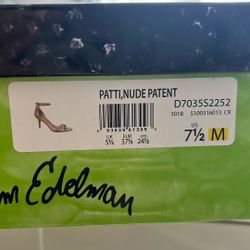 PATTI,NUDE PATENT
D7035S2252
1018 S100316013 CR
UK EUR CM US
5½ 37½ 24½ 7½ M
m Edelman